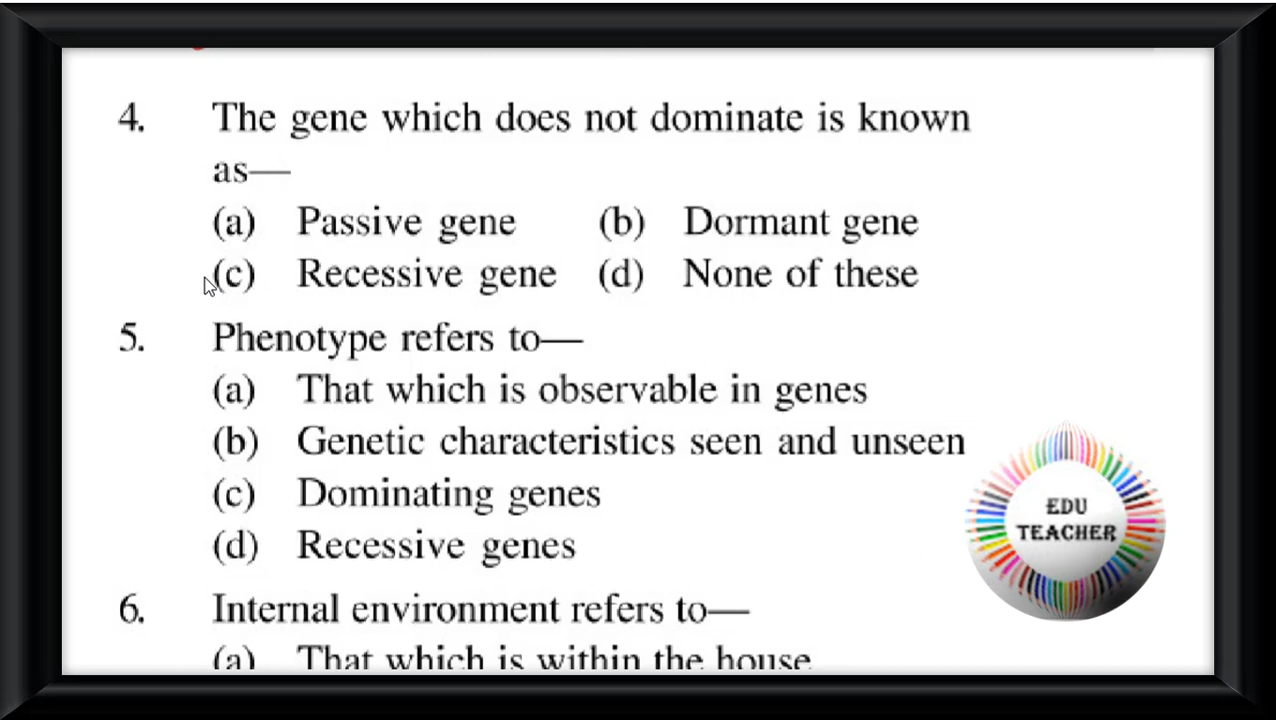 4. The gene which does not dominate is known
as—
(a) Passive gene (b) Dormant gene
(c) Recessive gene (d) None of these
5. Phenotype refers to—
(a) That which is observable in genes
(b) Genetic characteristics seen and unseen
(c) Dominating genes
(d) Recessive genes
EDU
TEACHER
6. Internal environment refers to—
(a) That which is within the house